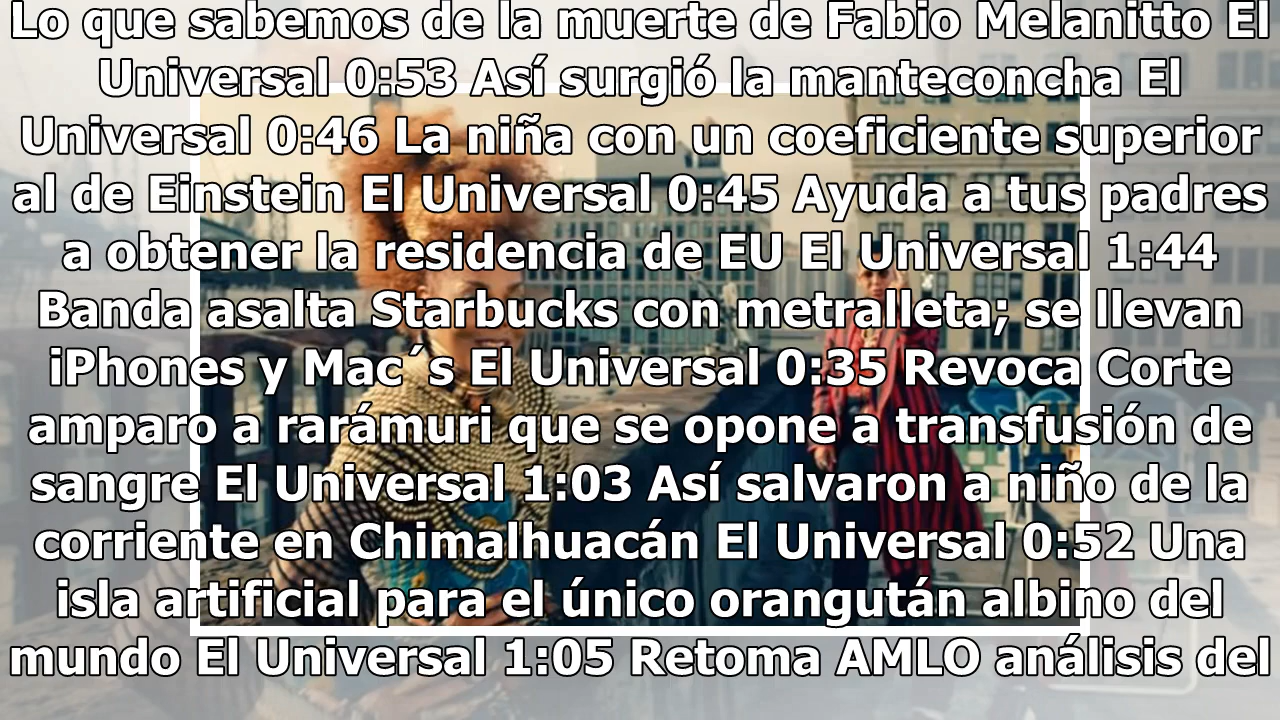 Lo que sabemos de la muerte de Fabio Melanitto El
Universal 0:53 Así surgió la manteconcha El
Universal 0:46 La niña con un coeficiente superior
al de Einstein El Universal 0:45 Ayuda a tus padres
a obtener la residencia de EU El Universal 1:44
Banda asalta Starbucks con metralleta; se llevan
iPhones y Mac´s El Universal 0:35 Revoca Corte
amparo a rarámuri que se opone a transfusión de
sangre El Universal 1:03 Así salvaron a niño de la
corriente en Chimalhuacán El Universal 0:52 Una
isla artificial para el único orangután albino del
mundo El Universal 1:05 Retoma AMLO análisis del